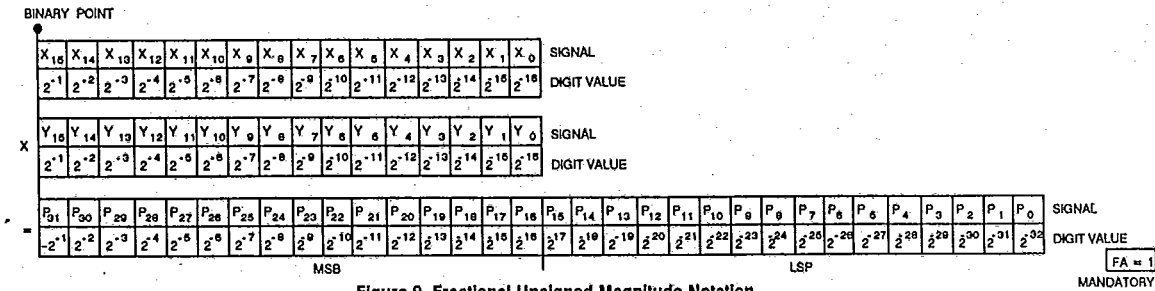 BINARY POINT
X15 X14 X13 X12 X11 X10 X9 X8 X7 X6 X5 X4 X3 X2 X1 X0 SIGNAL
2-1 2-2 2-3 2-4 2-5 2-6 2-7 2-8 2-9 2-10 2-11 2-12 2-13 2-14 2-15 2-16 DIGIT VALUE
X
Y15 Y14 Y13 Y12 Y11 Y10 Y9 Y8 Y7 Y6 Y5 Y4 Y3 Y2 Y1 Y0 SIGNAL
2-1 2-2 2-3 2-4 2-5 2-6 2-7 2-8 2-9 2-10 2-11 2-12 2-13 2-14 2-15 2-16 DIGIT VALUE
=
P31 P30 P29 P28 P27 P26 P25 P24 P23 P22 P21 P20 P19 P18 P17 P16 P15 P14 P13 P12 P11 P10 P9 P8 P7 P6 P5 P4 P3 P2 P1 P0 SIGNAL
-2-1 2-2 2-3 2-4 2-5 2-6 2-7 2-8 2-9 2-10 2-11 2-12 2-13 2-14 2-15 2-16 2-17 2-18 2-19 2-20 2-21 2-22 2-23 2-24 2-25 2-26 2-27 2-28 2-29 2-30 2-31 2-32 DIGIT VALUE
MSB LSP
FA = 1
MANDATORY
Figure 9. Fractional Unsigned Magnitude Notation